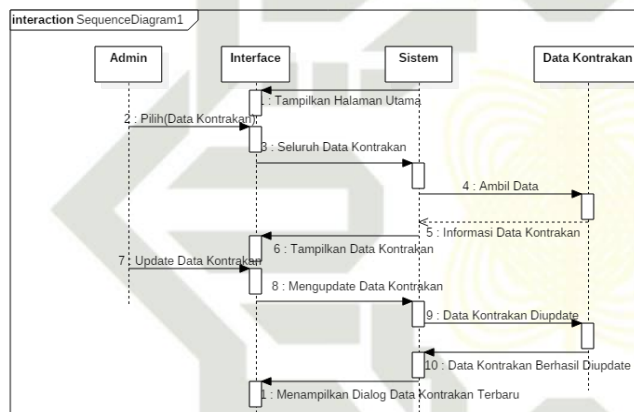 interaction SequenceDiagram1
Admin
Interface
Sistem
Data Kontrakan
1 : Tampilkan Halaman Utama
2 : Pilih(Data Kontrakan)
3 : Seluruh Data Kontrakan
4 : Ambil Data
5 : Informasi Data Kontrakan
6 : Tampilkan Data Kontrakan
7 : Update Data Kontrakan
8 : Mengupdate Data Kontrakan
9 : Data Kontrakan Diupdate
10 : Data Kontrakan Berhasil Diupdate
1 : Menampilkan Dialog Data Kontrakan Terbaru